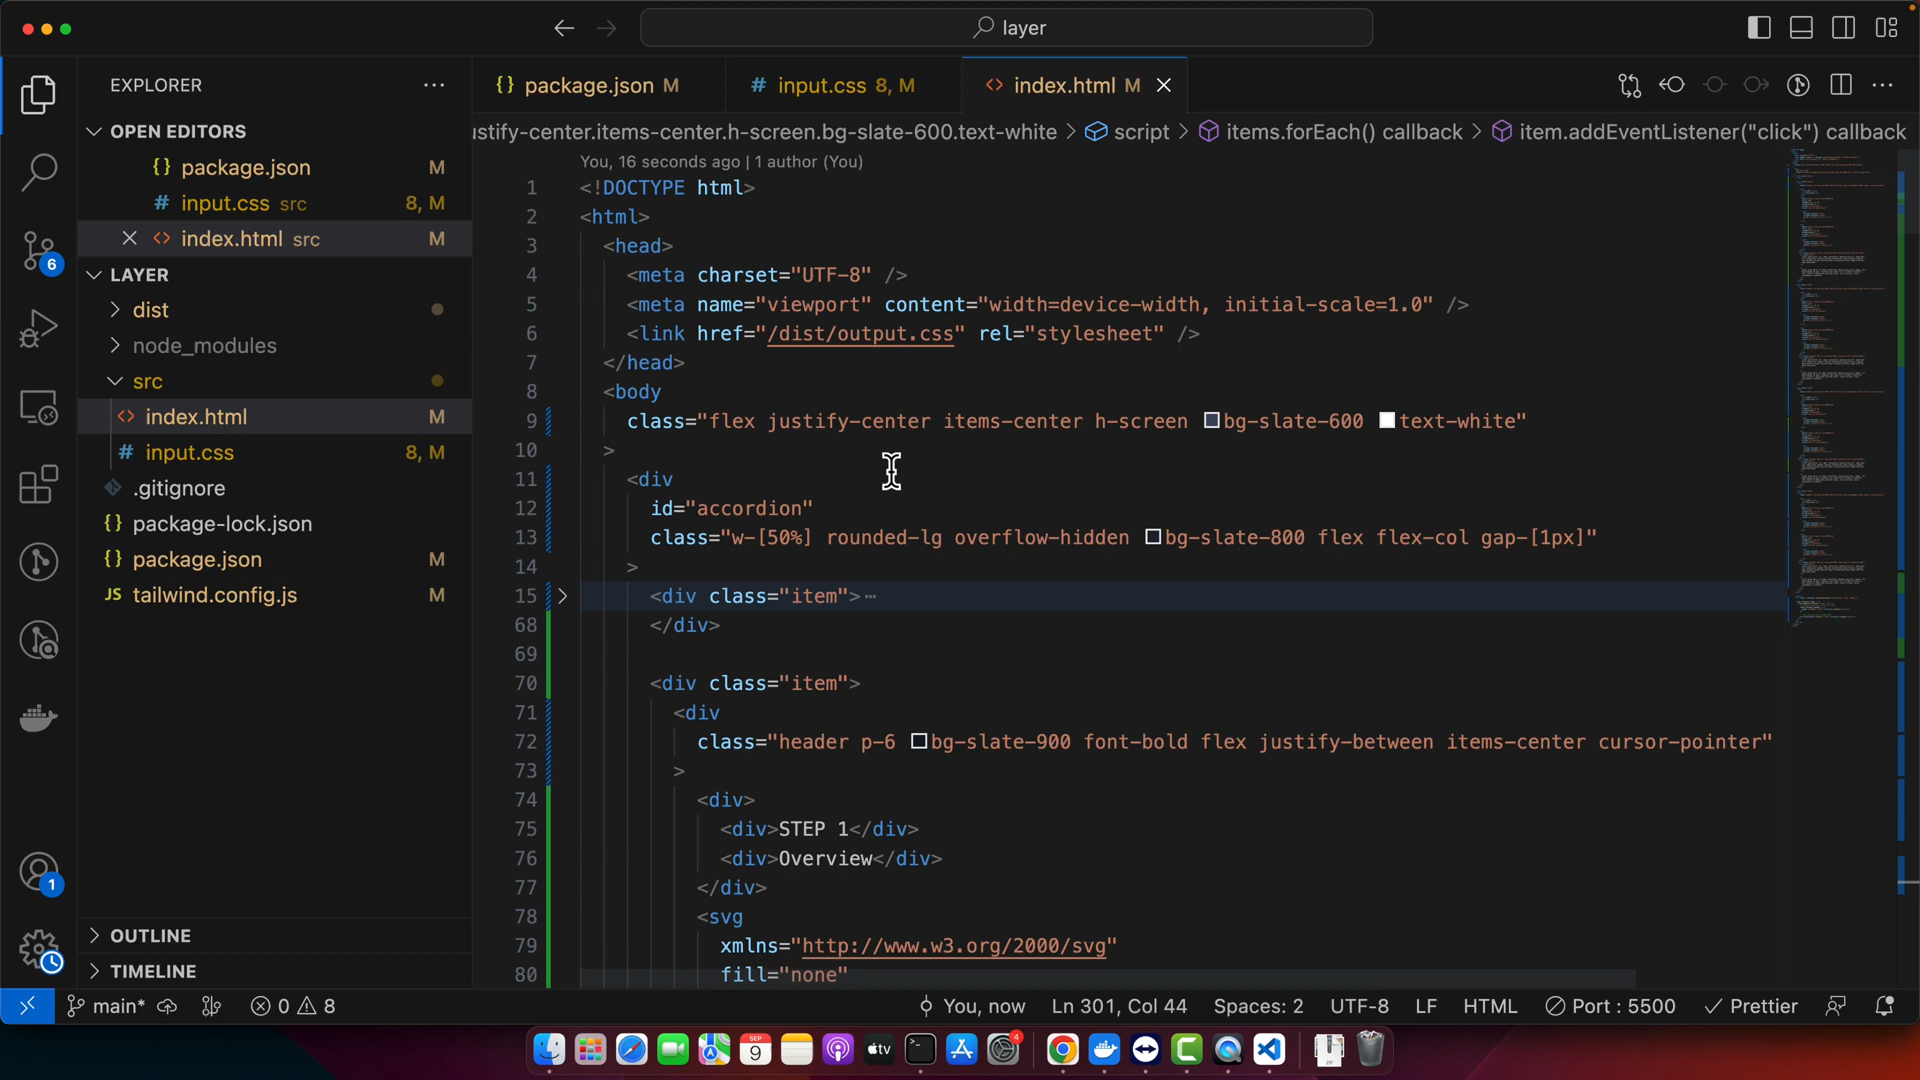 layer
EXPLORER
OPEN EDITORS
{} package.json M
# input.css src 8, M
<> index.html src M
LAYER
dist
node_modules
src
<> index.html M
# input.css 8, M
.gitignore
{} package-lock.json
{} package.json M
JS tailwind.config.js M
OUTLINE
TIMELINE
6
1
{} package.json M
# input.css 8, M
<> index.html M
ustify-center.items-center.h-screen.bg-slate-600.text-white > script > items.forEach() callback > item.addEventListener("click") callback
You, 16 seconds ago | 1 author (You)
1 <!DOCTYPE html>
2 <html>
3 <head>
4 <meta charset="UTF-8" />
5 <meta name="viewport" content="width=device-width, initial-scale=1.0" />
6 <link href="/dist/output.css" rel="stylesheet" />
7 </head>
8 <body
9 class="flex justify-center items-center h-screen bg-slate-600 text-white"
10 >
11 <div
12 id="accordion"
13 class="w-[50%] rounded-lg overflow-hidden bg-slate-800 flex flex-col gap-[1px]"
14 >
15 <div class="item">⋯
68 </div>
69
70 <div class="item">
71 <div
72 class="header p-6 bg-slate-900 font-bold flex justify-between items-center cursor-pointer"
73 >
74 <div>
75 <div>STEP 1</div>
76 <div>Overview</div>
77 </div>
78 <svg
79 xmlns="http://www.w3.org/2000/svg"
80 fill="none"
main* 0 8 You, now Ln 301, Col 44 Spaces: 2 UTF-8 LF HTML Port : 5500 Prettier
SEP
9
tv
4
ZIP